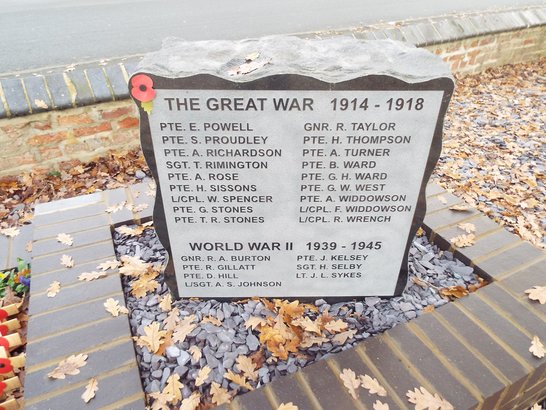 THE GREAT WAR 1914 - 1918
PTE. E. POWELL
PTE. S. PROUDLEY
PTE. A. RICHARDSON
SGT. T. RIMINGTON
PTE. A. ROSE
PTE. H. SISSONS
L/CPL. W. SPENCER
PTE. G. STONES
PTE. T. R. STONES
GNR. R. TAYLOR
PTE. H. THOMPSON
PTE. A. TURNER
PTE. B. WARD
PTE. G. H. WARD
PTE. G. W. WEST
PTE. A. WIDDOWSON
L/CPL. F. WIDDOWSON
L/CPL. R. WRENCH
WORLD WAR II 1939 - 1945
GNR. R. A. BURTON
PTE. R. GILLATT
PTE. D. HILL
L/SGT. A. S. JOHNSON
PTE. J. KELSEY
SGT. H. SELBY
LT. J. L. SYKES